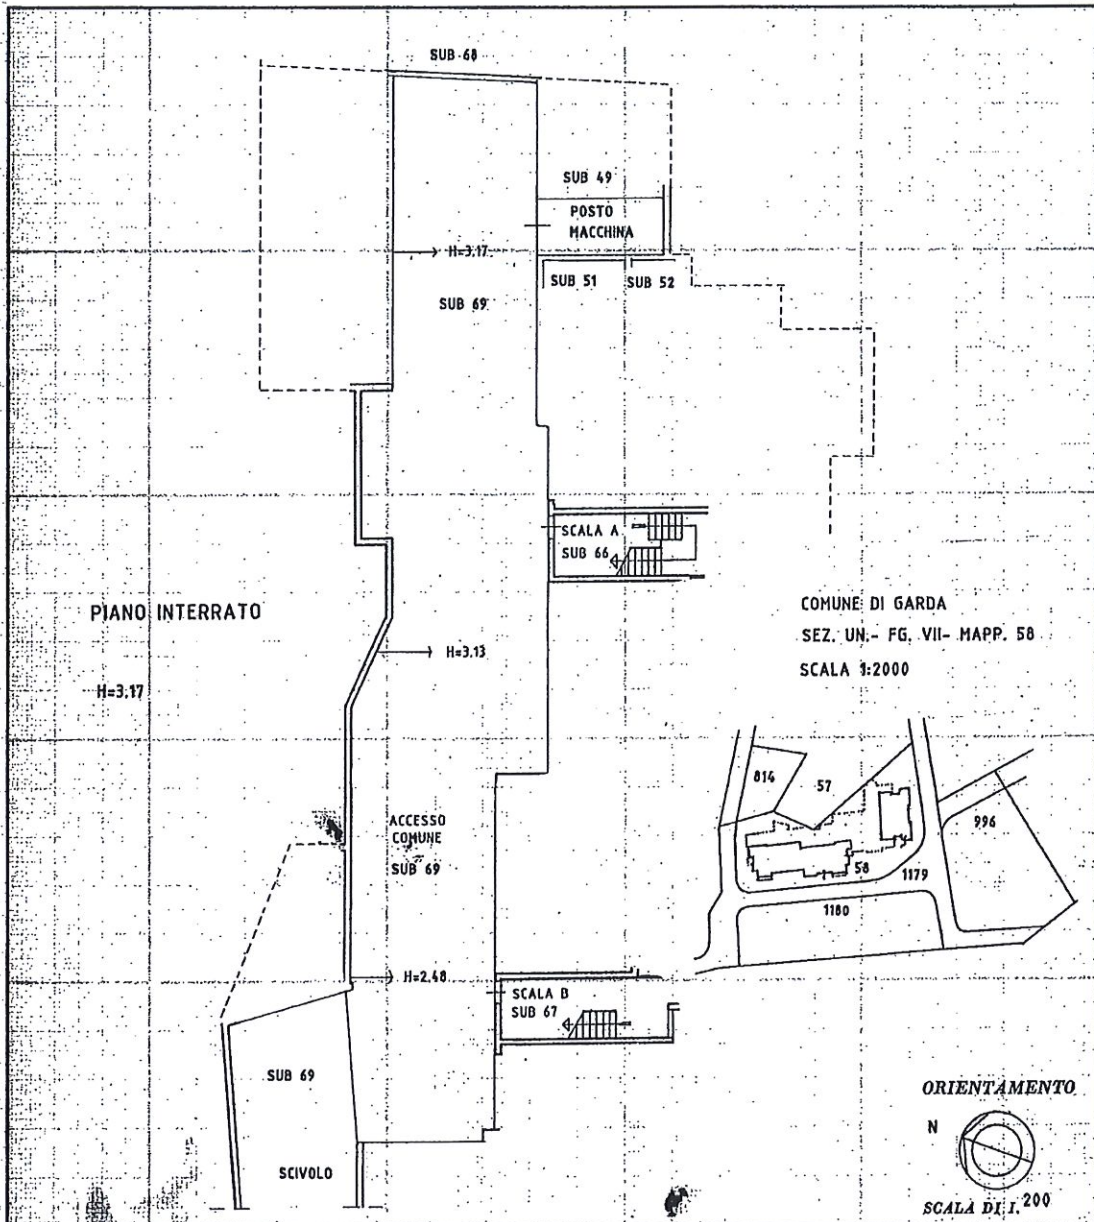 SUB 68
SUB 49
POSTO
MACCHINA
H=3,17
SUB 51
SUB 52
SUB 69
SCALA A
SUB 66
PIANO INTERRATO
H=3,13
H=3,17
COMUNE DI GARDA
SEZ. UN.- FG. VII- MAPP. 58
SCALA 1:2000
814
57
996
58
1179
1180
ACCESSO
COMUNE
SUB 69
H=2,48
SCALA B
SUB 67
SUB 69
SCIVOLO
ORIENTAMENTO
N
SCALA DI 1. 200